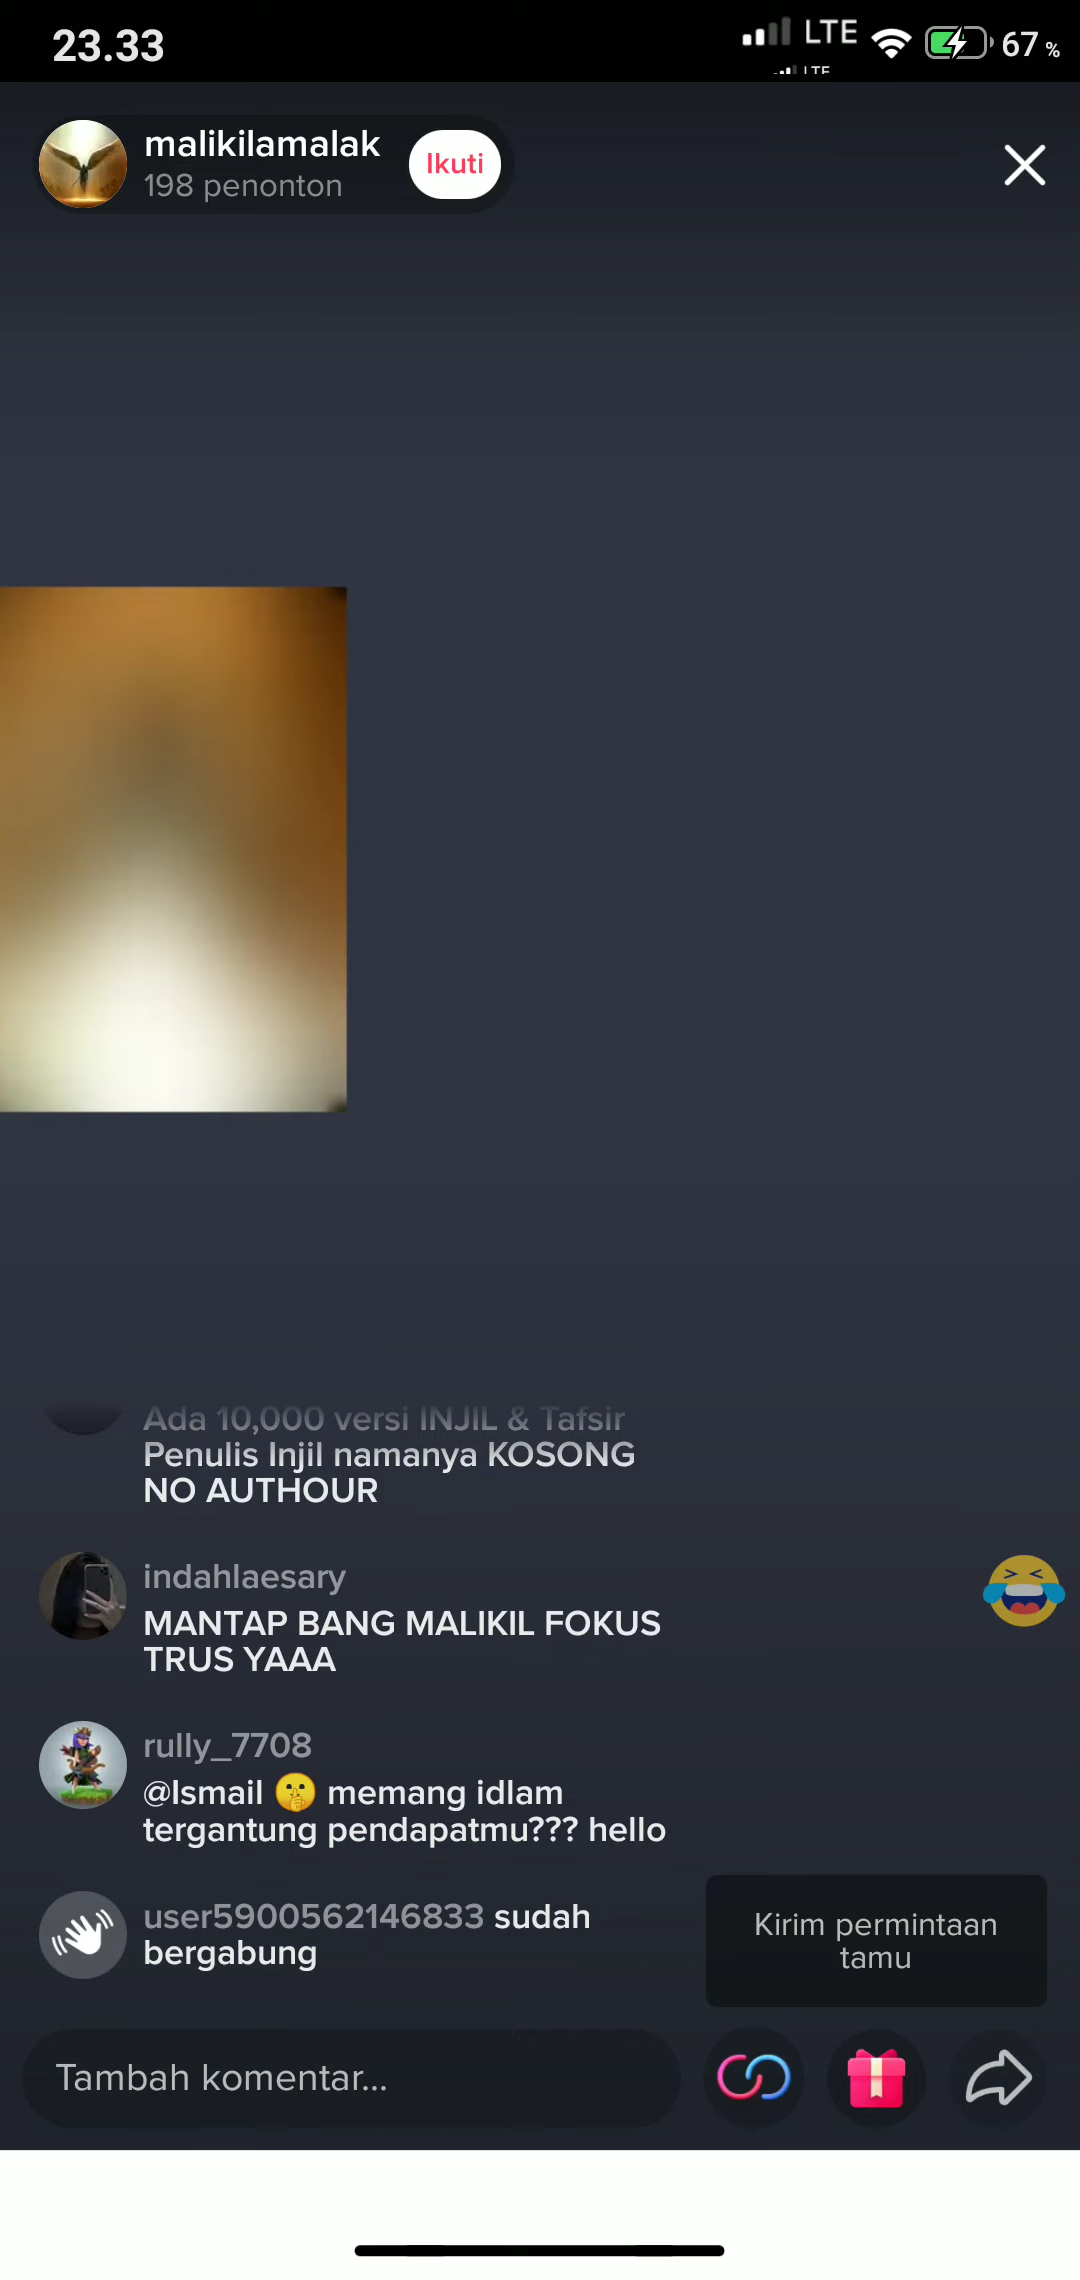 23.33
LTE
67 %
LTE
malikilamalak
Ikuti
198 penonton
Ada 10,000 versi INJIL & Tafsir
Penulis Injil namanya KOSONG
NO AUTHOUR
indahlaesary
MANTAP BANG MALIKIL FOKUS
TRUS YAAA
rully_7708
@Ismail 🤫 memang idlam
tergantung pendapatmu??? hello
user5900562146833 sudah
bergabung
Kirim permintaan
tamu
Tambah komentar...